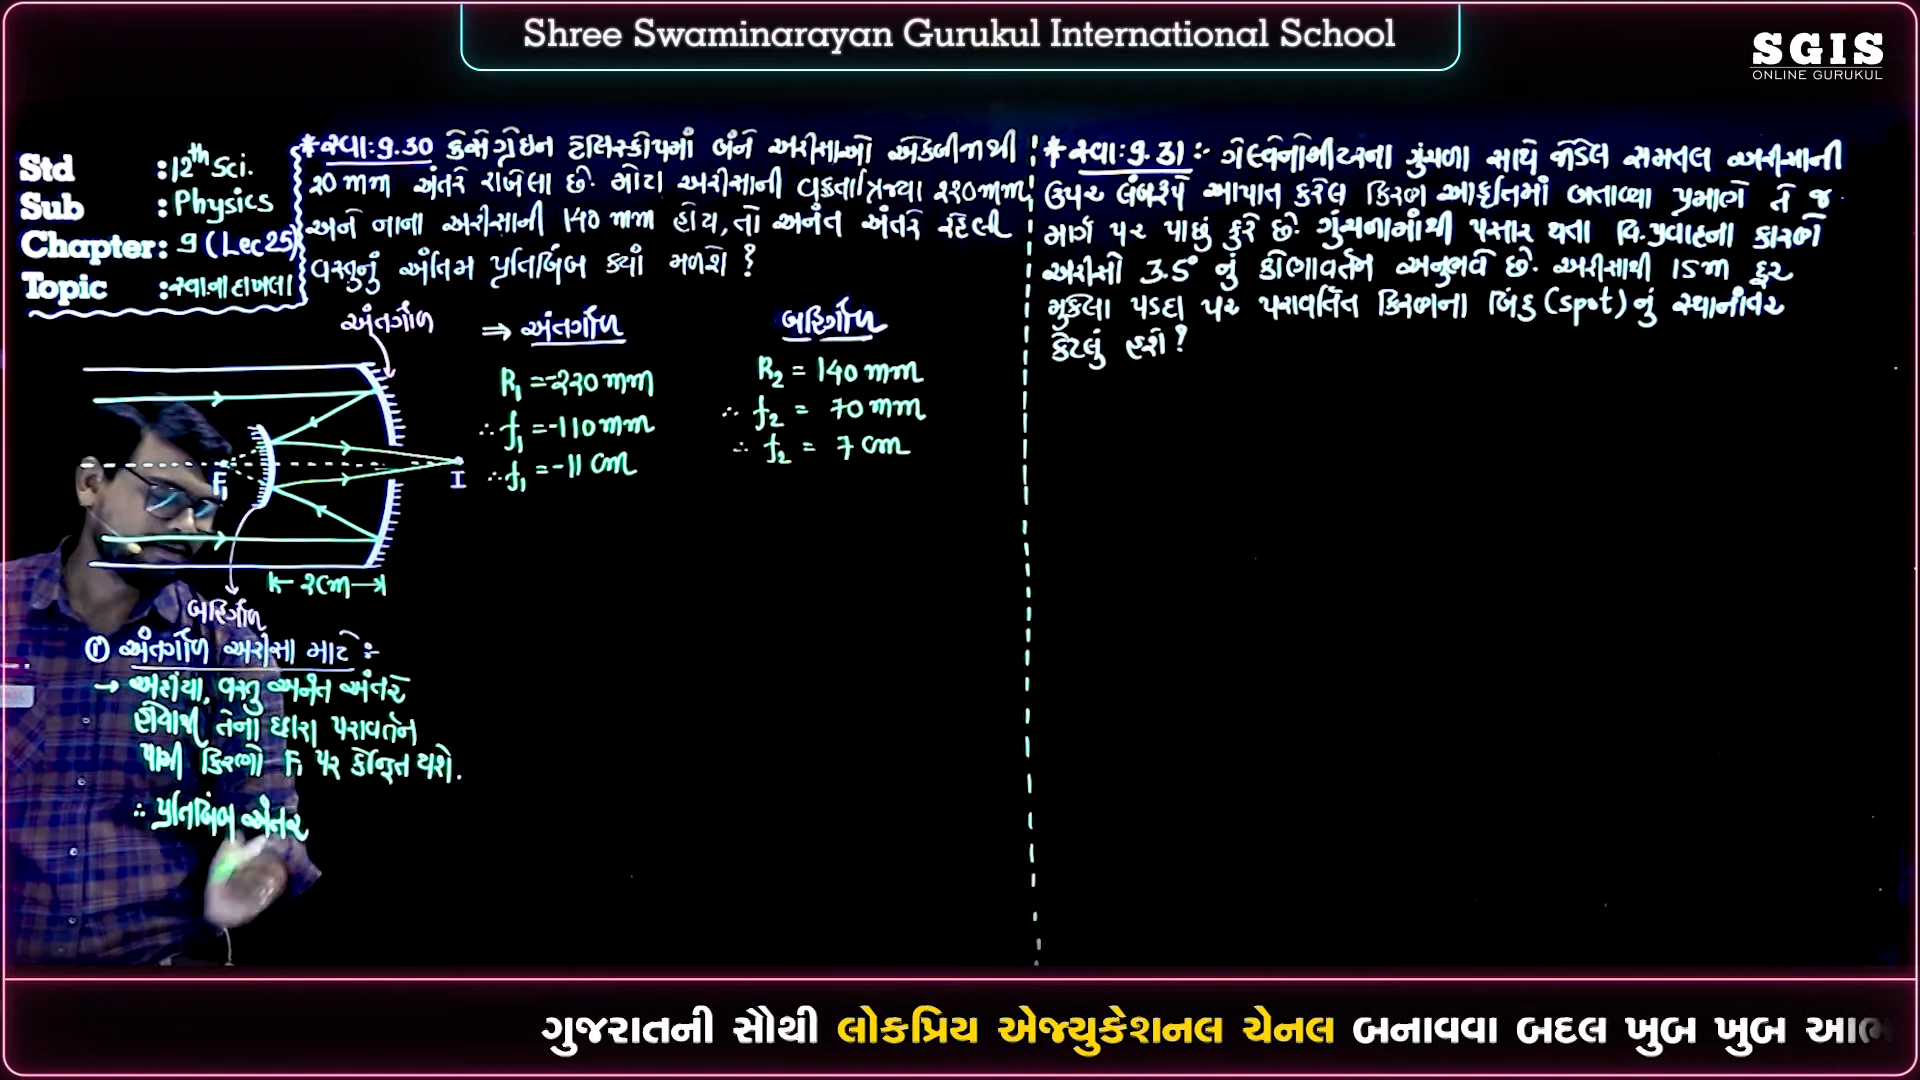 Shree Swaminarayan Gurukul International School
SGIS
ONLINE GURUKUL
Std : 12th Sci.
Sub : Physics
Chapter: 9 (Lec 25)
Topic : સ્વા.ના દાખલા
* સ્વા: 9.30 કેસેગ્રેઇન ટેલિસ્કોપમાં બંને અરીસાઓ એકબીજાથી
20 mm અંતરે રાખેલા છે. મોટા અરીસાની વક્રતાત્રિજ્યા 220 mm
અને નાના અરીસાની 140 mm હોય, તો અનંત અંતરે રહેલી
વસ્તુનું અંતિમ પ્રતિબિંબ ક્યાં મળશે ?
અંતર્ગોળ
F₁
I
|← 2cm →|
બહિર્ગોળ
⇒ અંતર્ગોળ
R₁ = -220 mm
∴ f₁ = -110 mm
∴ f₁ = -11 cm
બહિર્ગોળ
R₂ = 140 mm
∴ f₂ = 70 mm
∴ f₂ = 7 cm
① અંતર્ગોળ અરીસા માટે :-
→ અહીંયા, વસ્તુ અનંત અંતરે
હોવાથી તેના દ્વારા પરાવર્તન
પામી કિરણો F₁ પર કેન્દ્રિત થશે.
∴ પ્રતિબિંબ અંતર
* સ્વા: 9.31 :- ગેલ્વેનોમીટરના ગુંચળા સાથે જોડેલ સમતલ અરીસાની
ઉપર લંબરૂપે આપાત કરેલ કિરણ આકૃતિમાં બતાવ્યા પ્રમાણે તે જ
માર્ગ પર પાછું ફરે છે. ગુંચળામાંથી પસાર થતા વિ.પ્રવાહના કારણે
અરીસો 3.5° નું કોણાવર્તન અનુભવે છે. અરીસાથી 1.5m દૂર
મુકેલા પડદા પર પરાવર્તિત કિરણના બિંદુ (spot) નું સ્થાનાંતર
કેટલું હશે ?
ગુજરાતની સૌથી લોકપ્રિય એજ્યુકેશનલ ચેનલ બનાવવા બદલ ખુબ ખુબ આભ